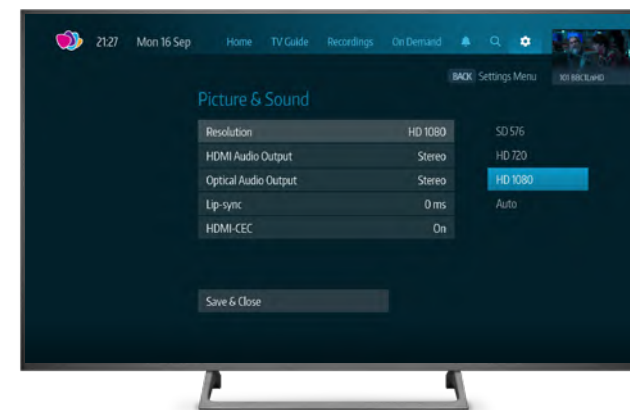 21:27 Mon 16 Sep Home TV Guide Recordings On Demand
BACK Settings Menu
Picture & Sound
Resolution HD 1080
HDMI Audio Output Stereo
Optical Audio Output Stereo
Lip-sync 0 ms
HDMI-CEC On
SD 576
HD 720
HD 1080
Auto
Save & Close